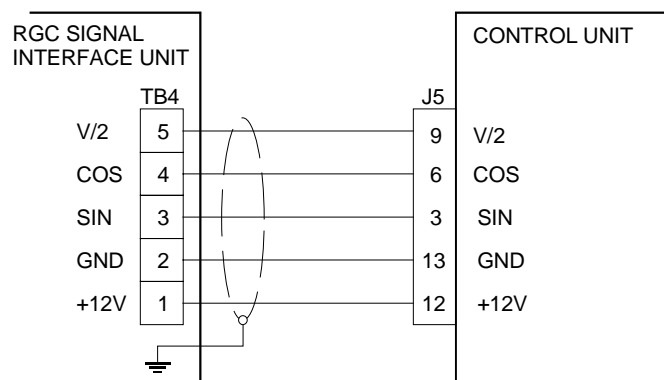 RGC SIGNAL
INTERFACE UNIT
CONTROL UNIT
TB4
J5
V/2 5 9 V/2
COS 4 6 COS
SIN 3 3 SIN
GND 2 13 GND
+12V 1 12 +12V